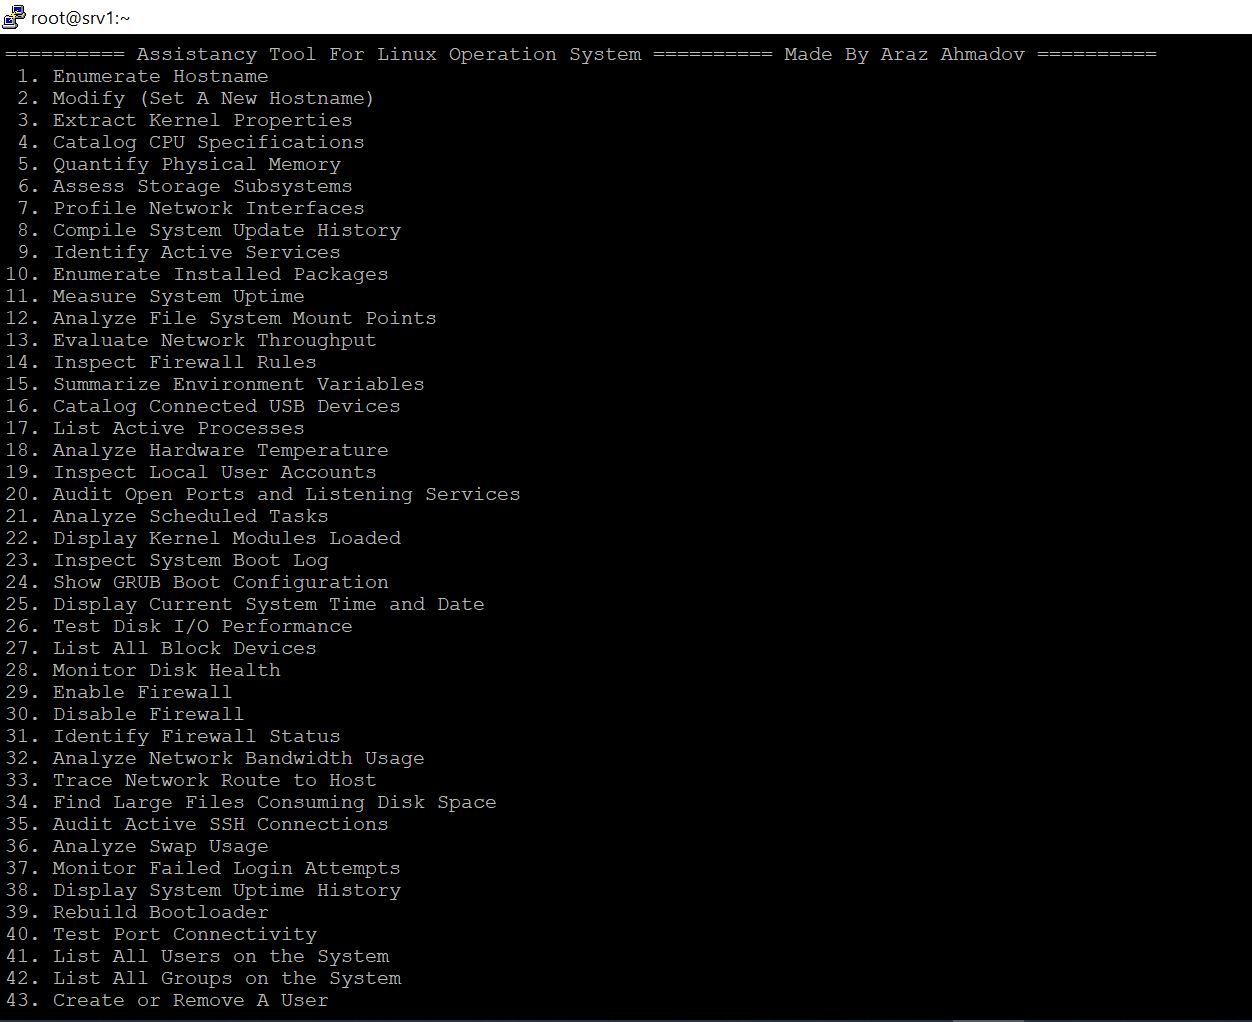 root@srv1:~
========== Assistancy Tool For Linux Operation System ========== Made By Araz Ahmadov ==========
1. Enumerate Hostname
2. Modify (Set A New Hostname)
3. Extract Kernel Properties
4. Catalog CPU Specifications
5. Quantify Physical Memory
6. Assess Storage Subsystems
7. Profile Network Interfaces
8. Compile System Update History
9. Identify Active Services
10. Enumerate Installed Packages
11. Measure System Uptime
12. Analyze File System Mount Points
13. Evaluate Network Throughput
14. Inspect Firewall Rules
15. Summarize Environment Variables
16. Catalog Connected USB Devices
17. List Active Processes
18. Analyze Hardware Temperature
19. Inspect Local User Accounts
20. Audit Open Ports and Listening Services
21. Analyze Scheduled Tasks
22. Display Kernel Modules Loaded
23. Inspect System Boot Log
24. Show GRUB Boot Configuration
25. Display Current System Time and Date
26. Test Disk I/O Performance
27. List All Block Devices
28. Monitor Disk Health
29. Enable Firewall
30. Disable Firewall
31. Identify Firewall Status
32. Analyze Network Bandwidth Usage
33. Trace Network Route to Host
34. Find Large Files Consuming Disk Space
35. Audit Active SSH Connections
36. Analyze Swap Usage
37. Monitor Failed Login Attempts
38. Display System Uptime History
39. Rebuild Bootloader
40. Test Port Connectivity
41. List All Users on the System
42. List All Groups on the System
43. Create or Remove A User